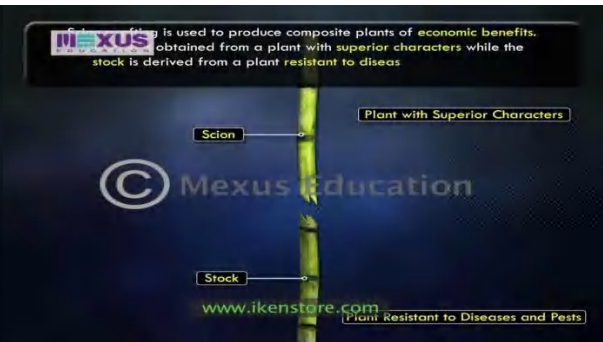 is used to produce composite plants of economic benefits.
MEXUS
EDUCATION
obtained from a plant with superior characters while the
stock is derived from a plant resistant to diseas
Plant with Superior Characters
Scion
© Mexus Education
Stock
www.ikenstore.com
Plant Resistant to Diseases and Pests